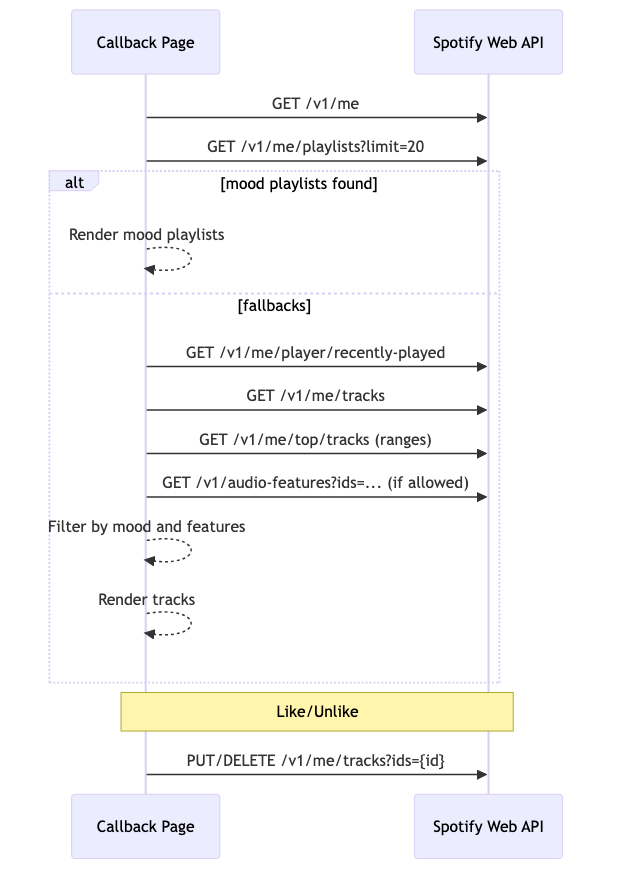 Callback Page
Spotify Web API
GET /v1/me
GET /v1/me/playlists?limit=20
alt
[mood playlists found]
Render mood playlists
[fallbacks]
GET /v1/me/player/recently-played
GET /v1/me/tracks
GET /v1/me/top/tracks (ranges)
GET /v1/audio-features?ids=... (if allowed)
Filter by mood and features
Render tracks
Like/Unlike
PUT/DELETE /v1/me/tracks?ids={id}
Callback Page
Spotify Web API